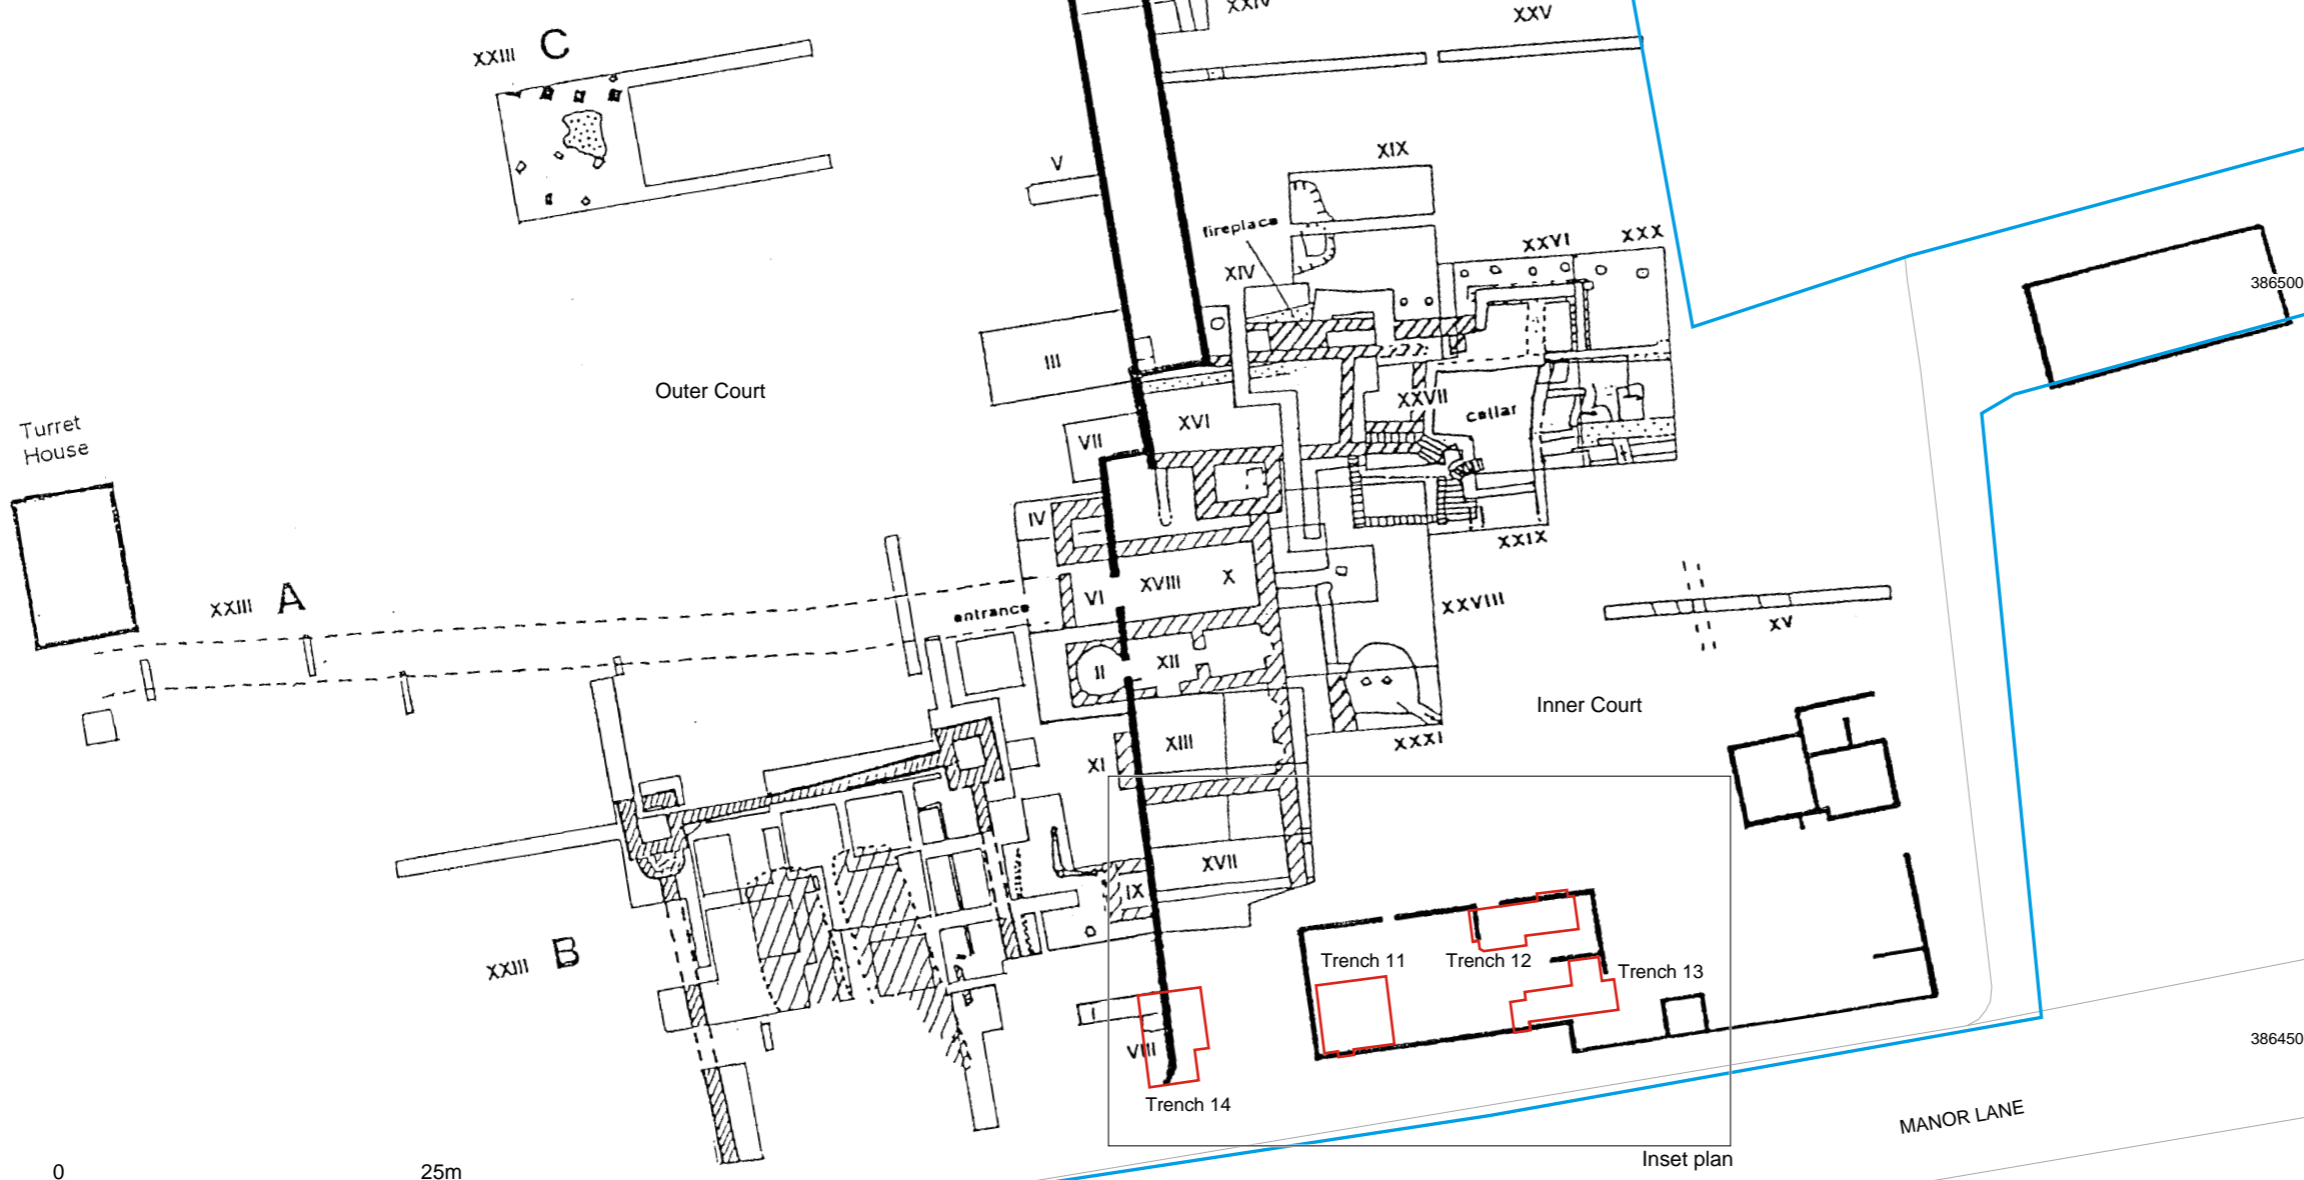 XXIV
XXV
XXIII C
V
XIX
fireplace
XIV
XXVI
XXX
386500
III
Outer Court
XXVII
cellar
XVI
VII
Turret
House
IV
XXIX
XXIII A
entrance
VI
XVIII
X
XXVIII
XV
II
XII
Inner Court
XI
XIII
XXXI
XVII
IX
XXIII B
Trench 11
Trench 12
Trench 13
VIII
386450
Trench 14
MANOR LANE
Inset plan
0
25m